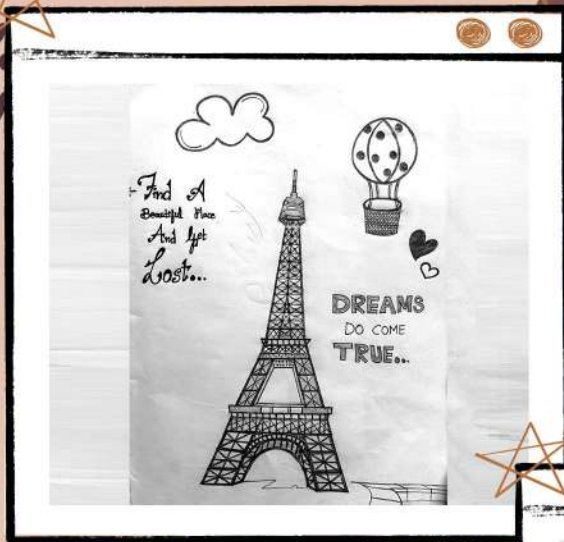 Find A
Beautiful Place
And Get
Lost...
DREAMS
DO COME
TRUE...